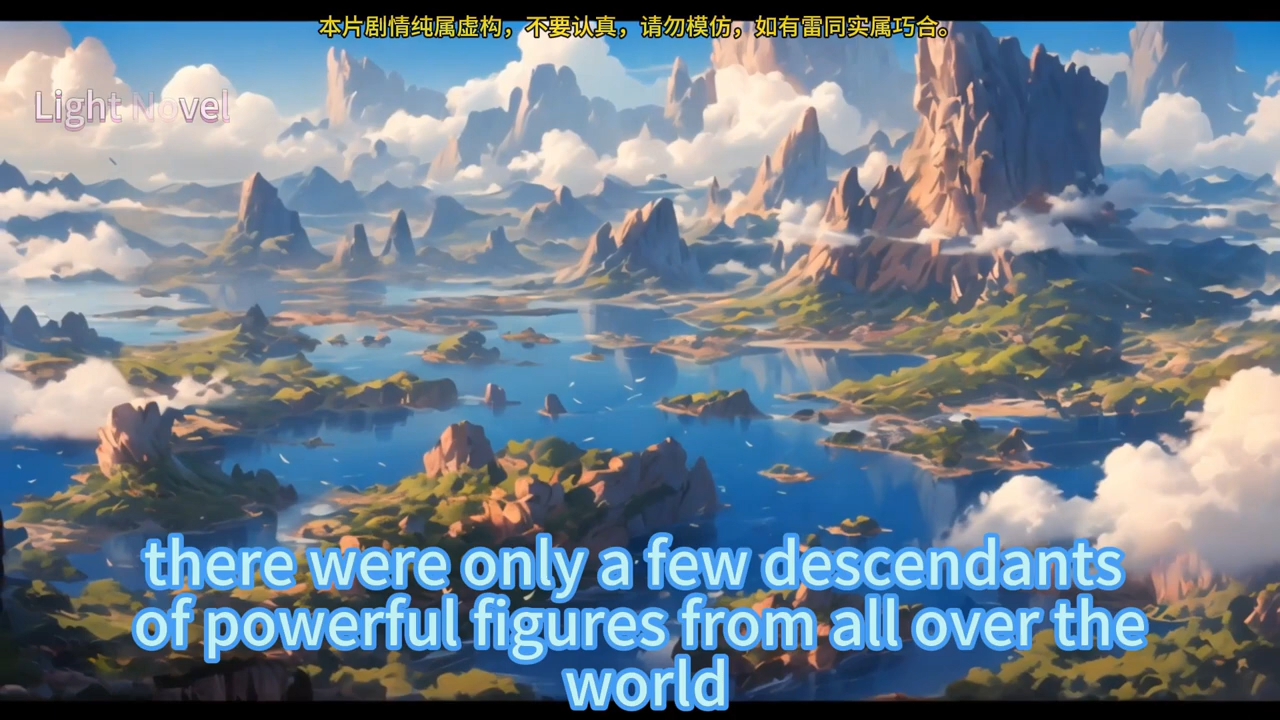 本片剧情纯属虚构，不要认真，请勿模仿，如有雷同实属巧合。
Light Novel
there were only a few descendants
of powerful figures from all over the
world